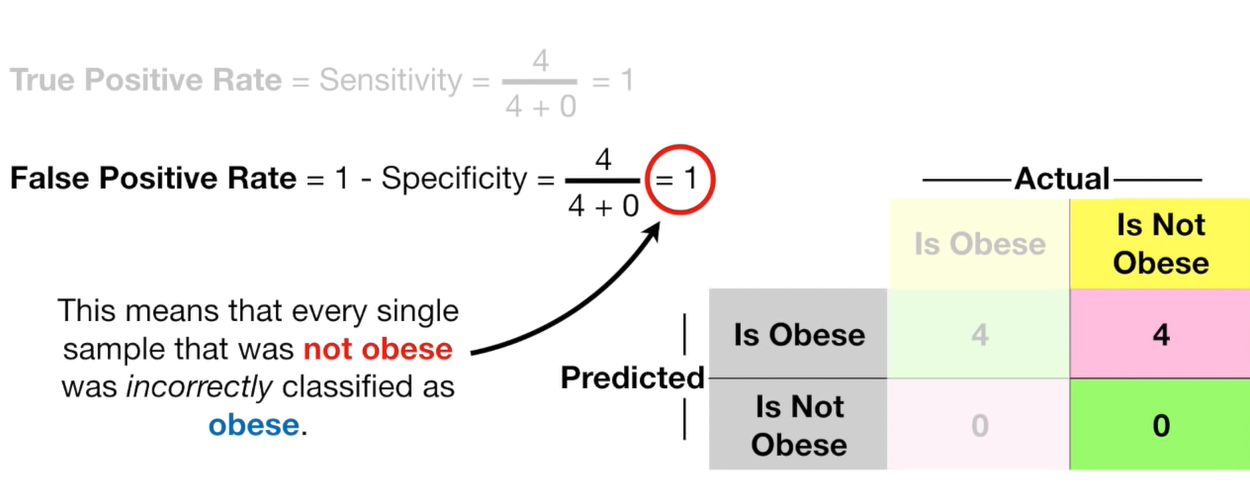 True Positive Rate = Sensitivity = 4 / 4 + 0 = 1
False Positive Rate = 1 - Specificity = 4 / 4 + 0 = 1
This means that every single
sample that was not obese
was incorrectly classified as
obese.
Actual
Is Obese
Is Not
Obese
Predicted
Is Obese
4
4
Is Not
Obese
0
0